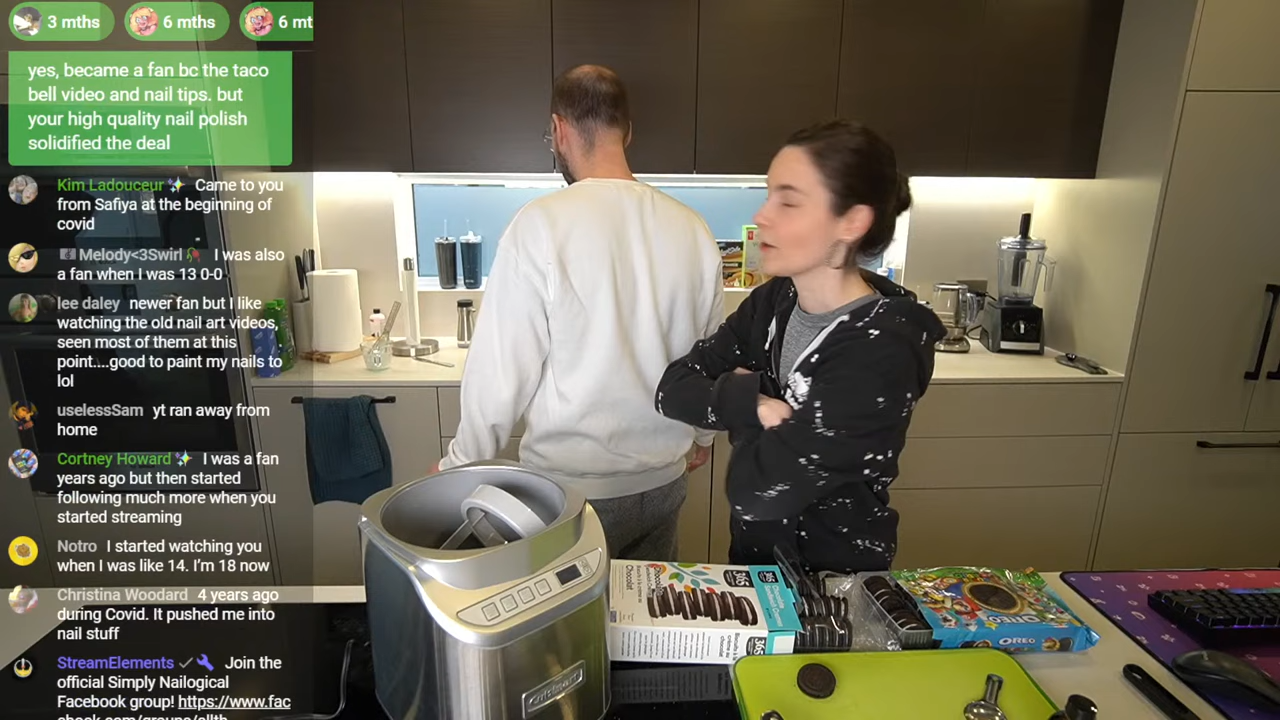 3 mths
6 mths
6 mt
yes, became a fan bc the taco
bell video and nail tips. but
your high quality nail polish
solidified the deal
Kim Ladouceur Came to you
from Safiya at the beginning of
covid
Melody<3Swirl I was also
a fan when I was 13 0-0
lee daley newer fan but I like
watching the old nail art videos,
seen most of them at this
point....good to paint my nails to
lol
uselessSam yt ran away from
home
Cortney Howard I was a fan
years ago but then started
following much more when you
started streaming
Notro I started watching you
when I was like 14. I'm 18 now
Christina Woodard 4 years ago
during Covid. It pushed me into
nail stuff
StreamElements Join the
official Simply Nailogical
Facebook group! https://www.fac
Cuisinart
Chocolat
365
365
365
OREO